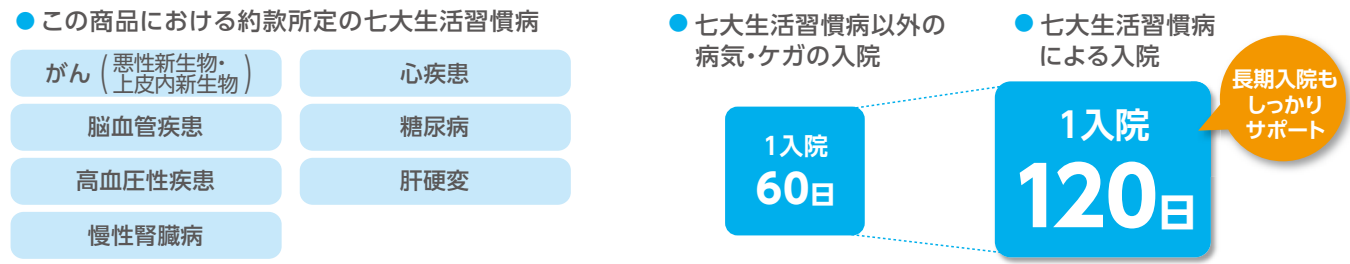 ● この商品における約款所定の七大生活習慣病
がん(悪性新生物・
上皮内新生物)
心疾患
脳血管疾患
糖尿病
高血圧性疾患
肝硬変
慢性腎臓病
● 七大生活習慣病以外の
病気・ケガの入院
1入院
60日
● 七大生活習慣病
による入院
1入院
120日
長期入院も
しっかり
サポート